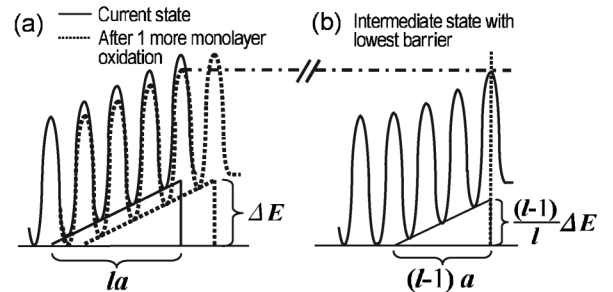 (a)
Current state
After 1 more monolayer
oxidation
ΔE
la
(b)
Intermediate state with
lowest barrier
(l-1)
l
ΔE
(l-1) a